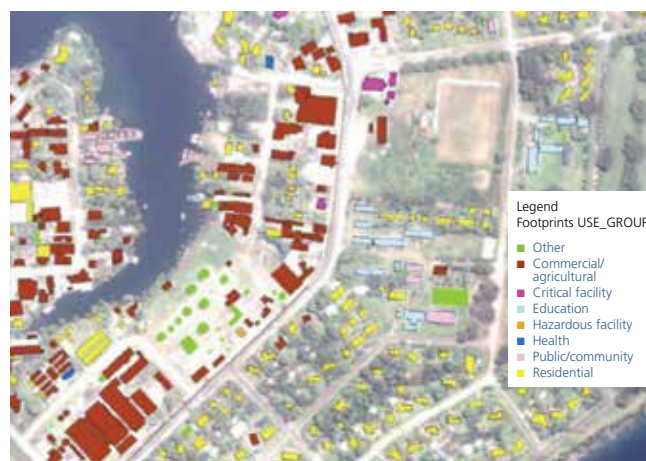 Legend
Footprints USE_GROUP
Other
Commercial/
agricultural
Critical facility
Education
Hazardous facility
Health
Public/community
Residential